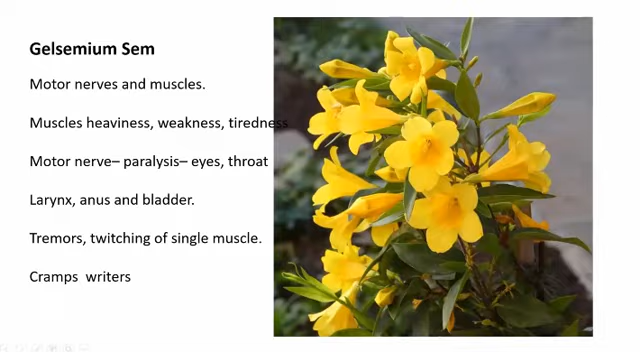 Gelsemium Sem
Motor nerves and muscles.
Muscles heaviness, weakness, tiredness
Motor nerve– paralysis– eyes, throat
Larynx, anus and bladder.
Tremors, twitching of single muscle.
Cramps  writers